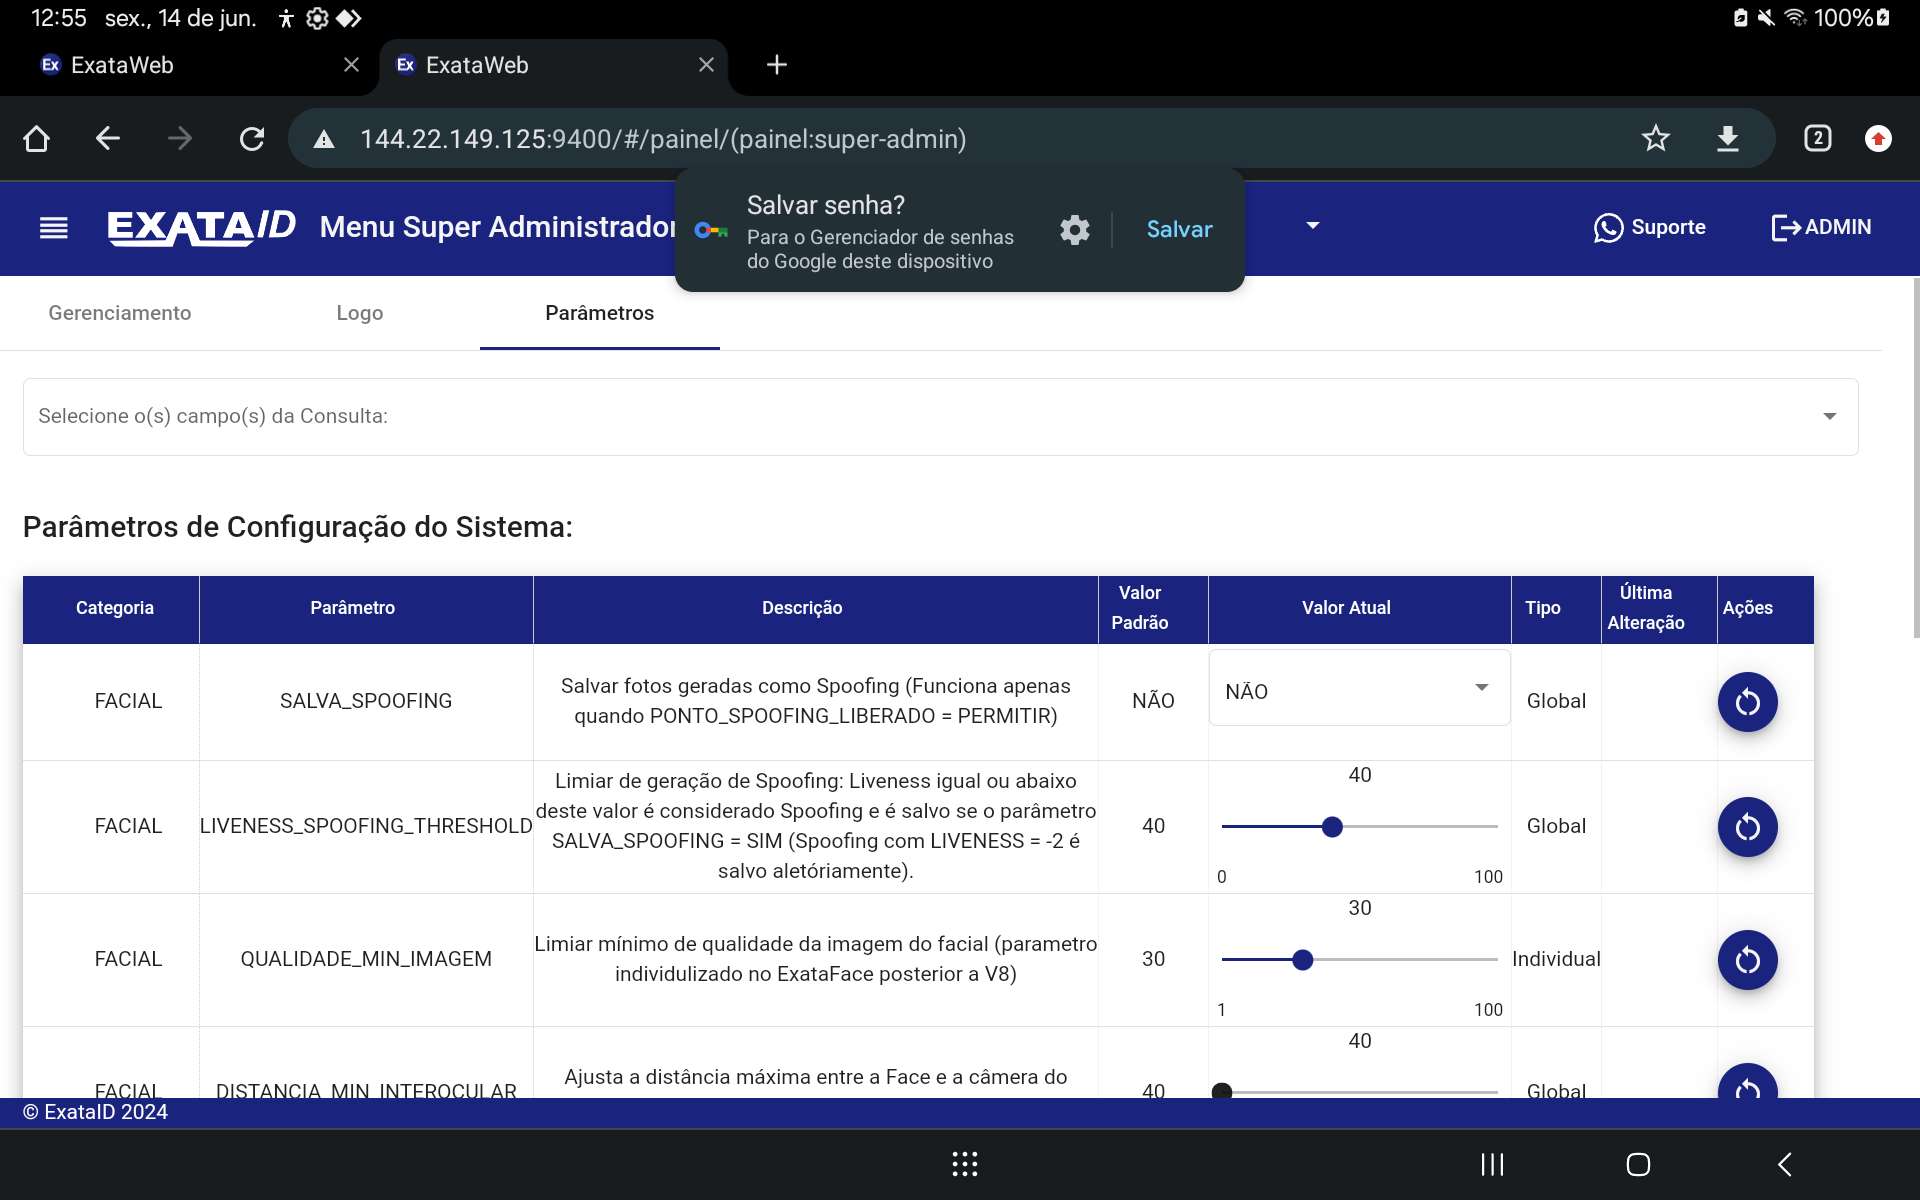 12:55 sex., 14 de jun. 100%
Ex ExataWeb
Ex ExataWeb
144.22.149.125:9400/#/painel/(painel:super-admin)
2
EXATAID Menu Super Administrador
Salvar senha?
Para o Gerenciador de senhas
do Google deste dispositivo
Salvar
Suporte
ADMIN
Gerenciamento Logo Parâmetros
Selecione o(s) campo(s) da Consulta:
Parâmetros de Configuração do Sistema:
Categoria Parâmetro Descrição Valor Padrão Valor Atual Tipo Última Alteração Ações
FACIAL SALVA_SPOOFING
Salvar fotos geradas como Spoofing (Funciona apenas
quando PONTO_SPOOFING_LIBERADO = PERMITIR)
NÃO NÃO Global
FACIAL LIVENESS_SPOOFING_THRESHOLD
Limiar de geração de Spoofing: Liveness igual ou abaixo
deste valor é considerado Spoofing e é salvo se o parâmetro
SALVA_SPOOFING = SIM (Spoofing com LIVENESS = -2 é
salvo aletóriamente).
40 40 Global
0 100
FACIAL QUALIDADE_MIN_IMAGEM
Limiar mínimo de qualidade da imagem do facial (parametro
individulizado no ExataFace posterior a V8)
30 30 Individual
1 100
FACIAL DISTANCIA_MIN_INTEROCULAR
Ajusta a distância máxima entre a Face e a câmera do
40 40 Global
© ExataID 2024